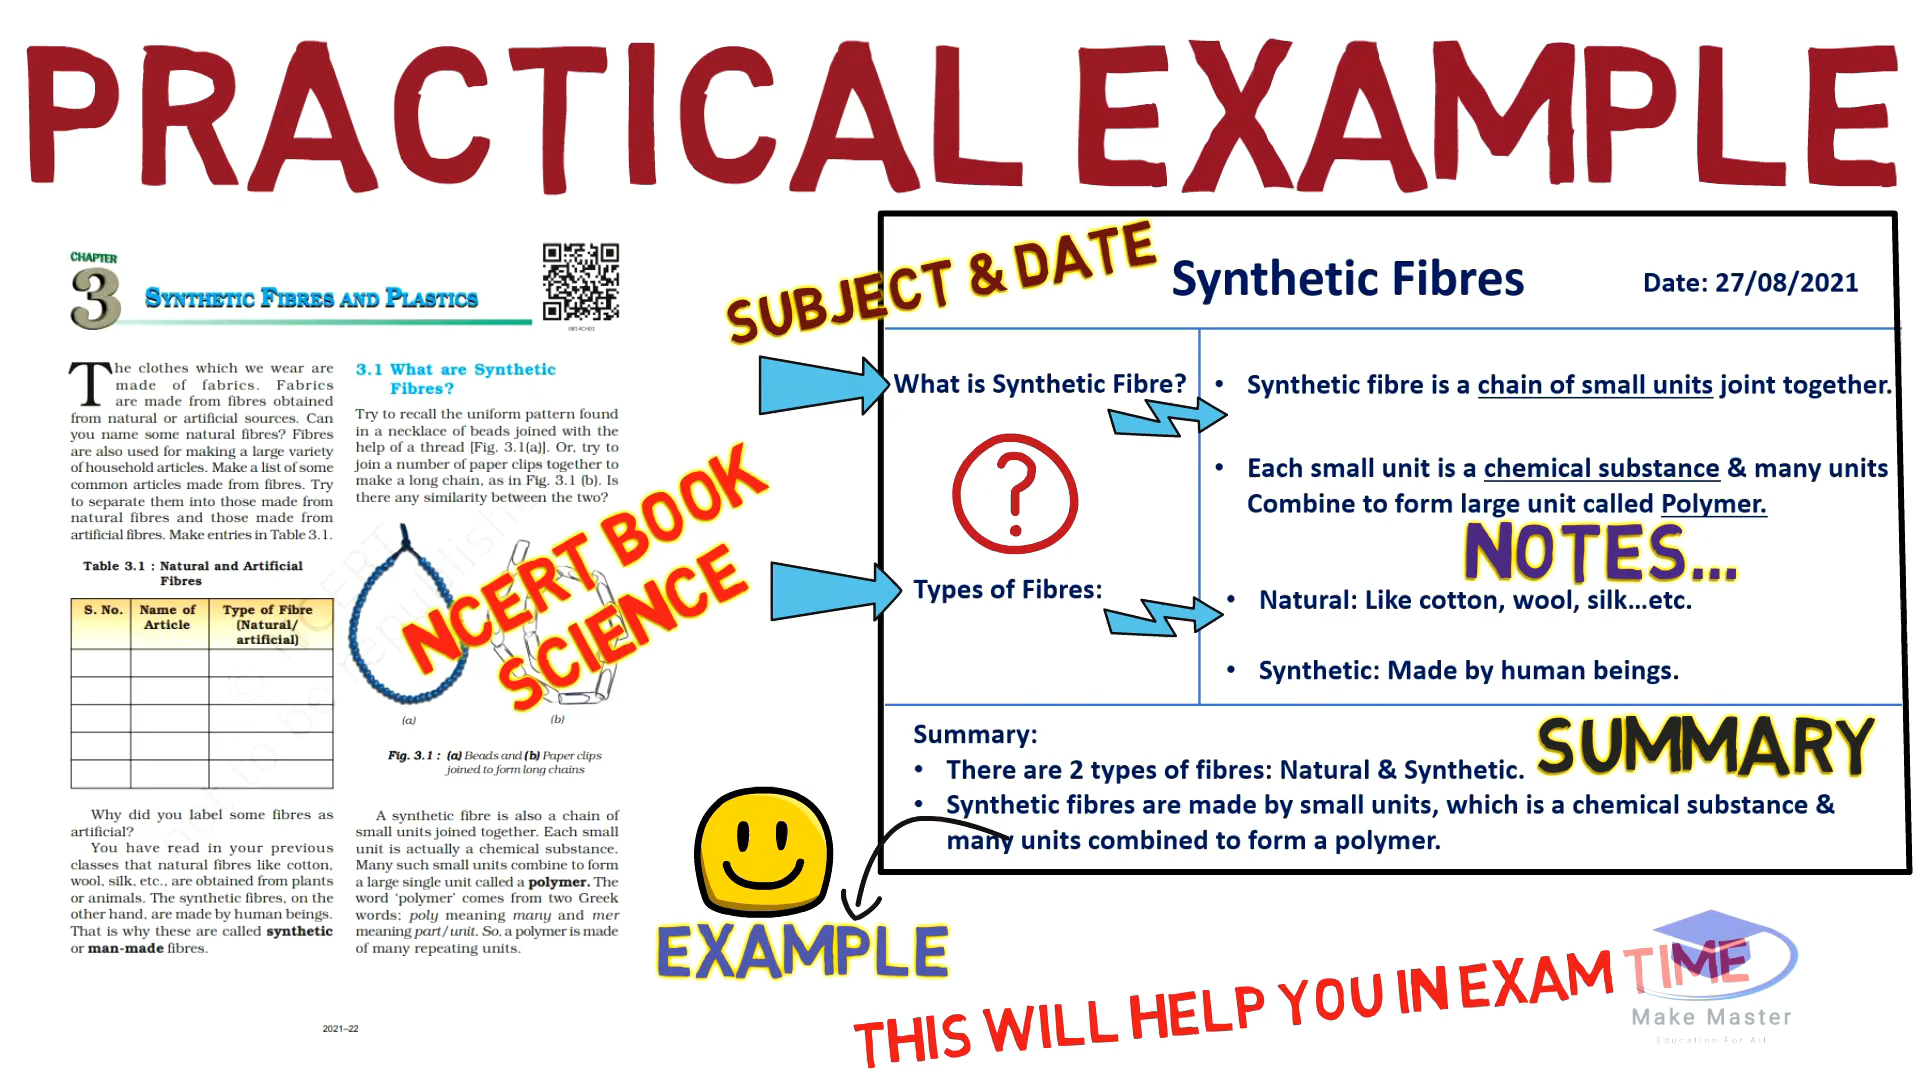 PRACTICAL EXAMPLE
CHAPTER
3
SYNTHETIC FIBRES AND PLASTICS
The clothes which we wear are
made of fabrics. Fabrics
are made from fibres obtained
from natural or artificial sources. Can
you name some natural fibres? Fibres
are also used for making a large variety
of household articles. Make a list of some
common articles made from fibres. Try
to separate them into those made from
natural fibres and those made from
artificial fibres. Make entries in Table 3.1.
Table 3.1 : Natural and Artificial
Fibres
S. No. Name of Article Type of Fibre (Natural/ artificial)
Why did you label some fibres as
artificial?
You have read in your previous
classes that natural fibres like cotton,
wool, silk, etc., are obtained from plants
or animals. The synthetic fibres, on the
other hand, are made by human beings.
That is why these are called synthetic
or man-made fibres.
3.1 What are Synthetic
Fibres?
Try to recall the uniform pattern found
in a necklace of beads joined with the
help of a thread [Fig. 3.1(a)]. Or, try to
join a number of paper clips together to
make a long chain, as in Fig. 3.1 (b). Is
there any similarity between the two?
(a)
(b)
Fig. 3.1 : (a) Beads and (b) Paper clips
joined to form long chains
A synthetic fibre is also a chain of
small units joined together. Each small
unit is actually a chemical substance.
Many such small units combine to form
a large single unit called a polymer. The
word 'polymer' comes from two Greek
words; poly meaning many and mer
meaning part/unit. So, a polymer is made
of many repeating units.
2021–22
NCERT BOOK
SCIENCE
SUBJECT & DATE
Synthetic Fibres
Date: 27/08/2021
What is Synthetic Fibre?
• Synthetic fibre is a chain of small units joint together.
• Each small unit is a chemical substance & many units
Combine to form large unit called Polymer.
?
NOTES...
Types of Fibres:
• Natural: Like cotton, wool, silk...etc.
• Synthetic: Made by human beings.
Summary:
SUMMARY
• There are 2 types of fibres: Natural & Synthetic.
• Synthetic fibres are made by small units, which is a chemical substance &
many units combined to form a polymer.
EXAMPLE
THIS WILL HELP YOU IN EXAM TIME
Make Master
Education For All